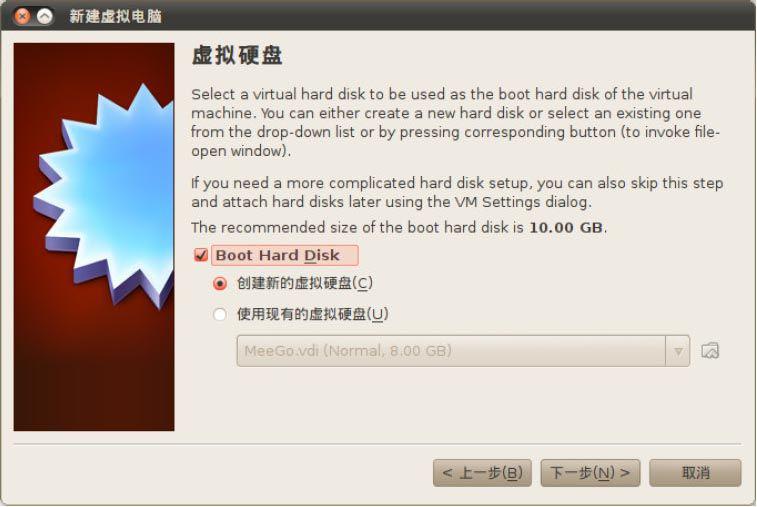 新建虚拟电脑
虚拟硬盘
Select a virtual hard disk to be used as the boot hard disk of the virtual
machine. You can either create a new hard disk or select an existing one
from the drop-down list or by pressing corresponding button (to invoke file-
open window).
If you need a more complicated hard disk setup, you can also skip this step
and attach hard disks later using the VM Settings dialog.
The recommended size of the boot hard disk is 10.00 GB.
Boot Hard Disk
创建新的虚拟硬盘(C)
使用现有的虚拟硬盘(U)
MeeGo.vdi (Normal, 8.00 GB)
< 上一步(B) 下一步(N) > 取消